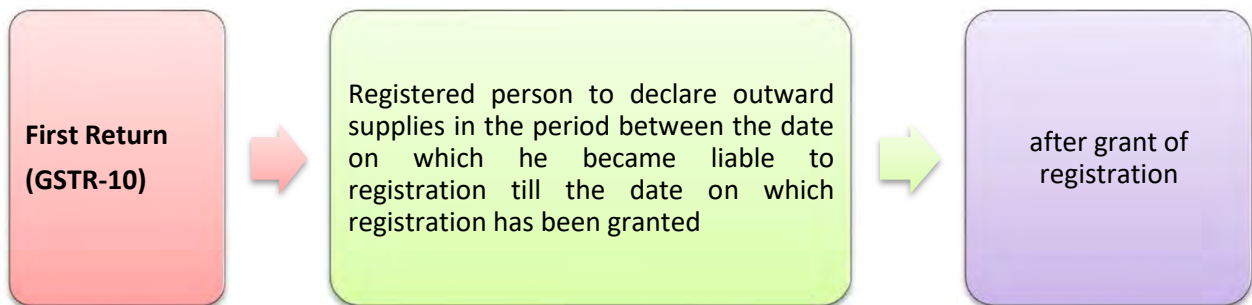 First Return
(GSTR-10)
Registered person to declare outward
supplies in the period between the date
on which he became liable to
registration till the date on which
registration has been granted
after grant of
registration